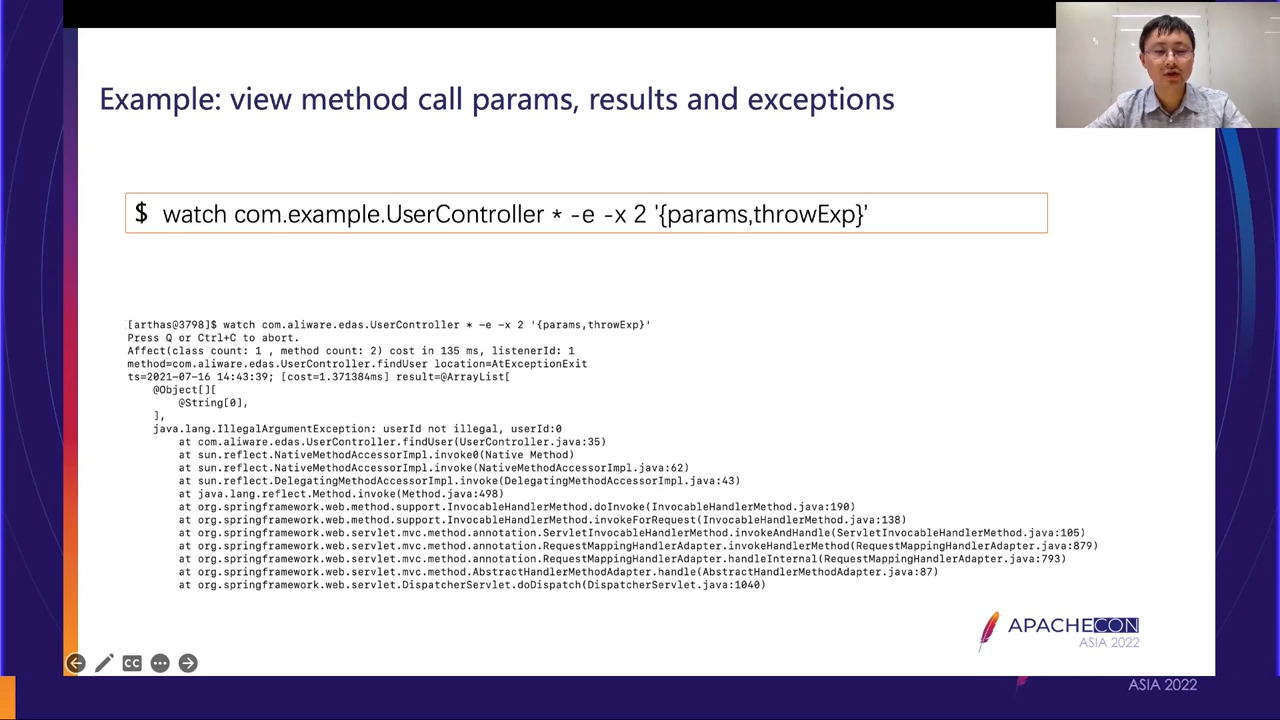 Example: view method call params, results and exceptions
$ watch com.example.UserController * -e -x 2 '{params,throwExp}’
[arthas@3798]$ watch com.aliware.edas.UserController * -e -x 2 '{params,throwExp}'
Press Q or Ctrl+C to abort.
Affect(class count: 1 , method count: 2) cost in 135 ms, listenerId: 1
method=com.aliware.edas.UserController.findUser location=AtExceptionExit
ts=2021-07-16 14:43:39; [cost=1.371384ms] result=@ArrayList[
@Object[][
@String[0],
],
java.lang.IllegalArgumentException: userId not illegal, userId:0
at com.aliware.edas.UserController.findUser(UserController.java:35)
at sun.reflect.NativeMethodAccessorImpl.invoke0(Native Method)
at sun.reflect.NativeMethodAccessorImpl.invoke(NativeMethodAccessorImpl.java:62)
at sun.reflect.DelegatingMethodAccessorImpl.invoke(DelegatingMethodAccessorImpl.java:43)
at java.lang.reflect.Method.invoke(Method.java:498)
at org.springframework.web.method.support.InvocableHandlerMethod.doInvoke(InvocableHandlerMethod.java:190)
at org.springframework.web.method.support.InvocableHandlerMethod.invokeForRequest(InvocableHandlerMethod.java:138)
at org.springframework.web.servlet.mvc.method.annotation.ServletInvocableHandlerMethod.invokeAndHandle(ServletInvocableHandlerMethod.java:105)
at org.springframework.web.servlet.mvc.method.annotation.RequestMappingHandlerAdapter.invokeHandlerMethod(RequestMappingHandlerAdapter.java:879)
at org.springframework.web.servlet.mvc.method.annotation.RequestMappingHandlerAdapter.handleInternal(RequestMappingHandlerAdapter.java:793)
at org.springframework.web.servlet.mvc.method.AbstractHandlerMethodAdapter.handle(AbstractHandlerMethodAdapter.java:87)
at org.springframework.web.servlet.DispatcherServlet.doDispatch(DispatcherServlet.java:1040)
APACHECON
ASIA 2022
CC
ASIA 2022